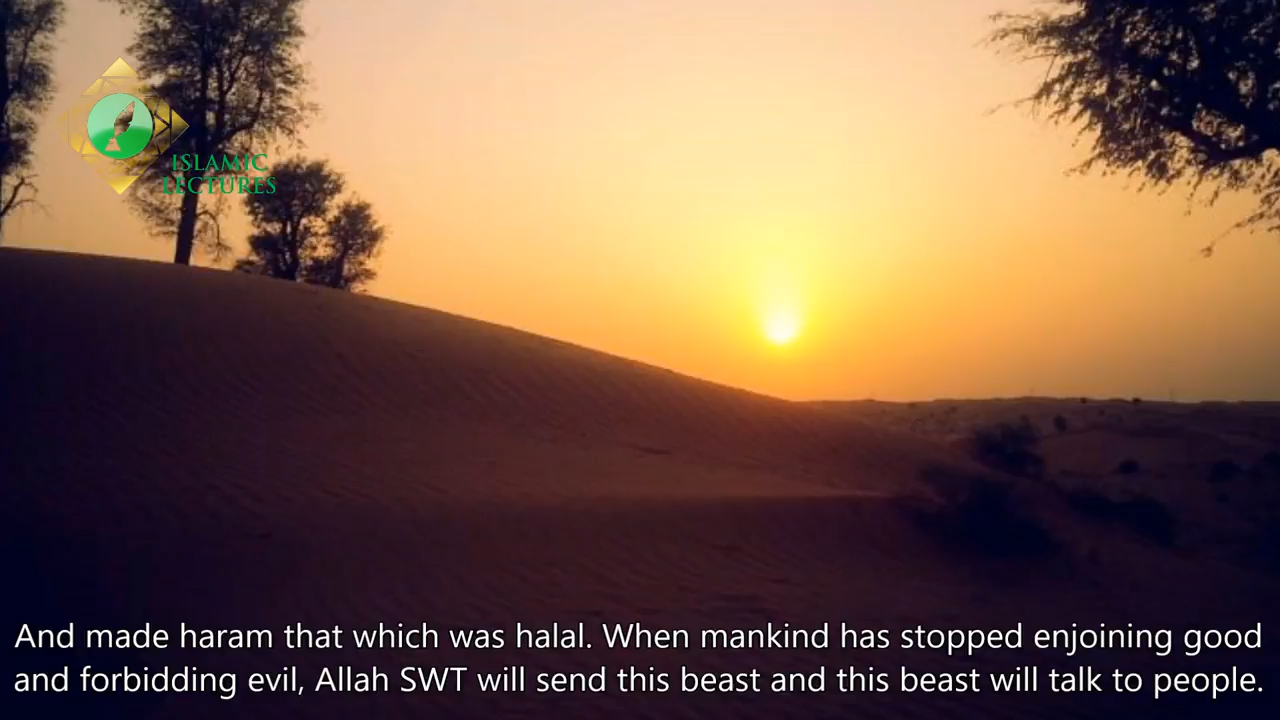 ISLAMIC
LECTURES
And made haram that which was halal. When mankind has stopped enjoining good
and forbidding evil, Allah SWT will send this beast and this beast will talk to people.